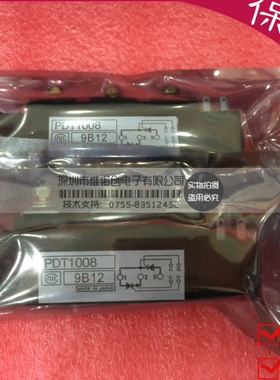 保
PDT1008
9B12
深圳市维诺创电子有限公司
技术支持: 0755-83512452
实物拍摄
盗图必究
PDT1008
9B12
MADE IN JAPAN